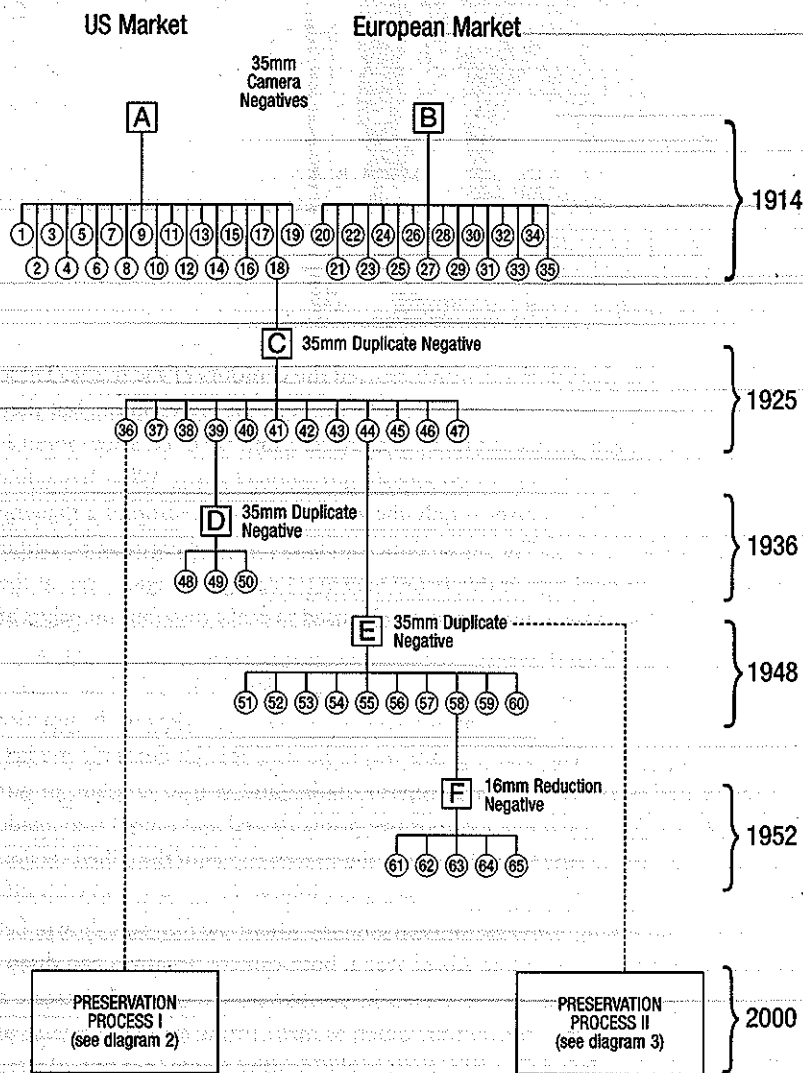 US Market
European Market
35mm
Camera
Negatives
A
B
1914
1 3 5 7 9 11 13 15 17 19
20 22 24 26 28 30 32 34
2 4 6 8 10 12 14 16 18
21 23 25 27 29 31 33 35
C
35mm Duplicate Negative
1925
36 37 38 39 40 41 42 43 44 45 46 47
D
35mm Duplicate
Negative
1936
48 49 50
E
35mm Duplicate
Negative
1948
51 52 53 54 55 56 57 58 59 60
F
16mm Reduction
Negative
1952
61 62 63 64 65
PRESERVATION
PROCESS I
(see diagram 2)
PRESERVATION
PROCESS II
(see diagram 3)
2000